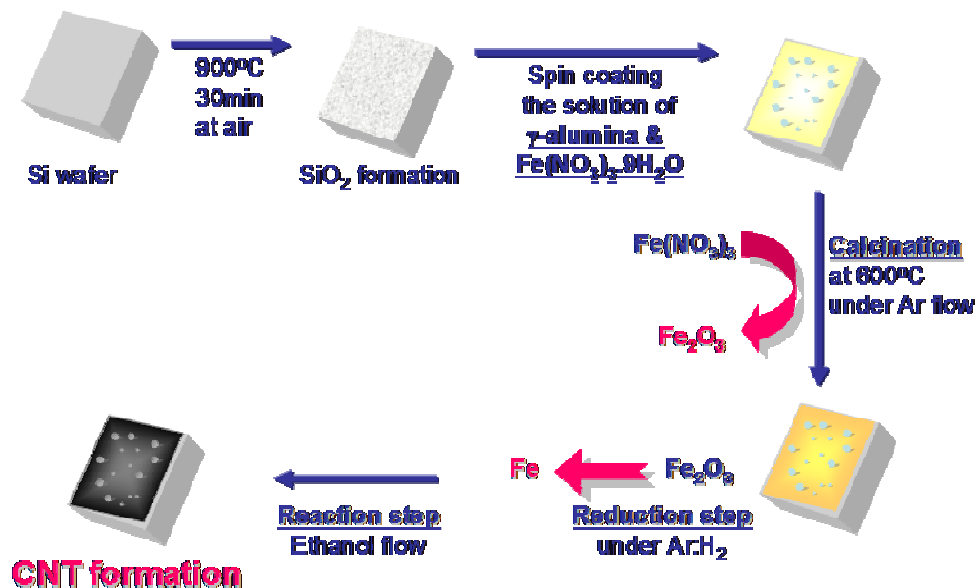 Si wafer
900ºC
30min
at air
SiO₂ formation
Spin coating
the solution of
γ-alumina &
Fe(NO₃)₃.9H₂O
Fe(NO₃)₃
Fe₂O₃
Calcination
at 600ºC
under Ar flow
Fe₂O₃
Fe
Reduction step
under Ar:H₂
Reaction step
Ethanol flow
CNT formation